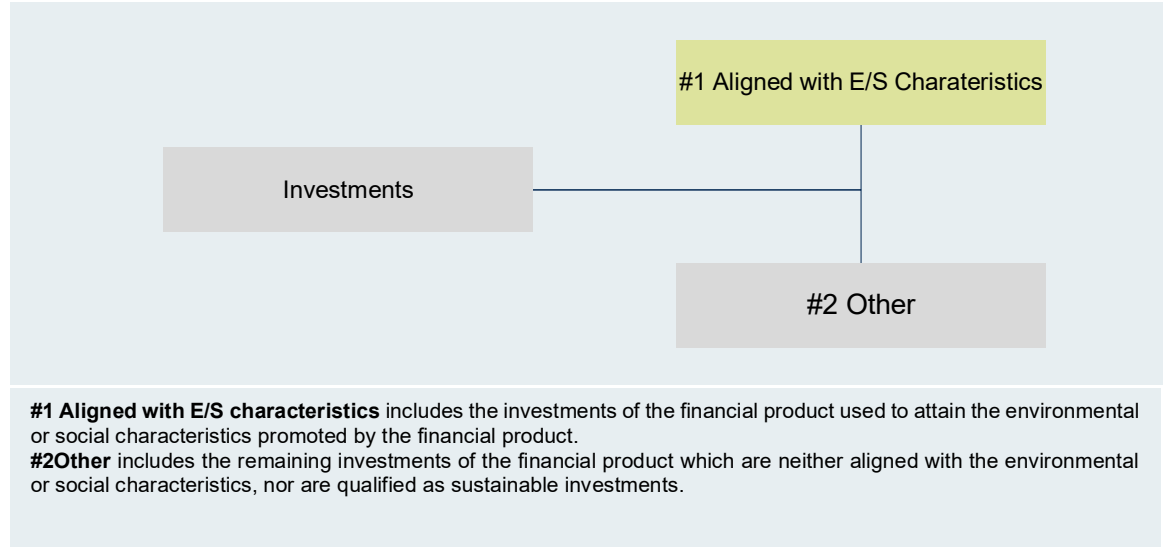 #1 Aligned with E/S Charateristics
Investments
#2 Other
#1 Aligned with E/S characteristics includes the investments of the financial product used to attain the environmental
or social characteristics promoted by the financial product.
#2Other includes the remaining investments of the financial product which are neither aligned with the environmental
or social characteristics, nor are qualified as sustainable investments.